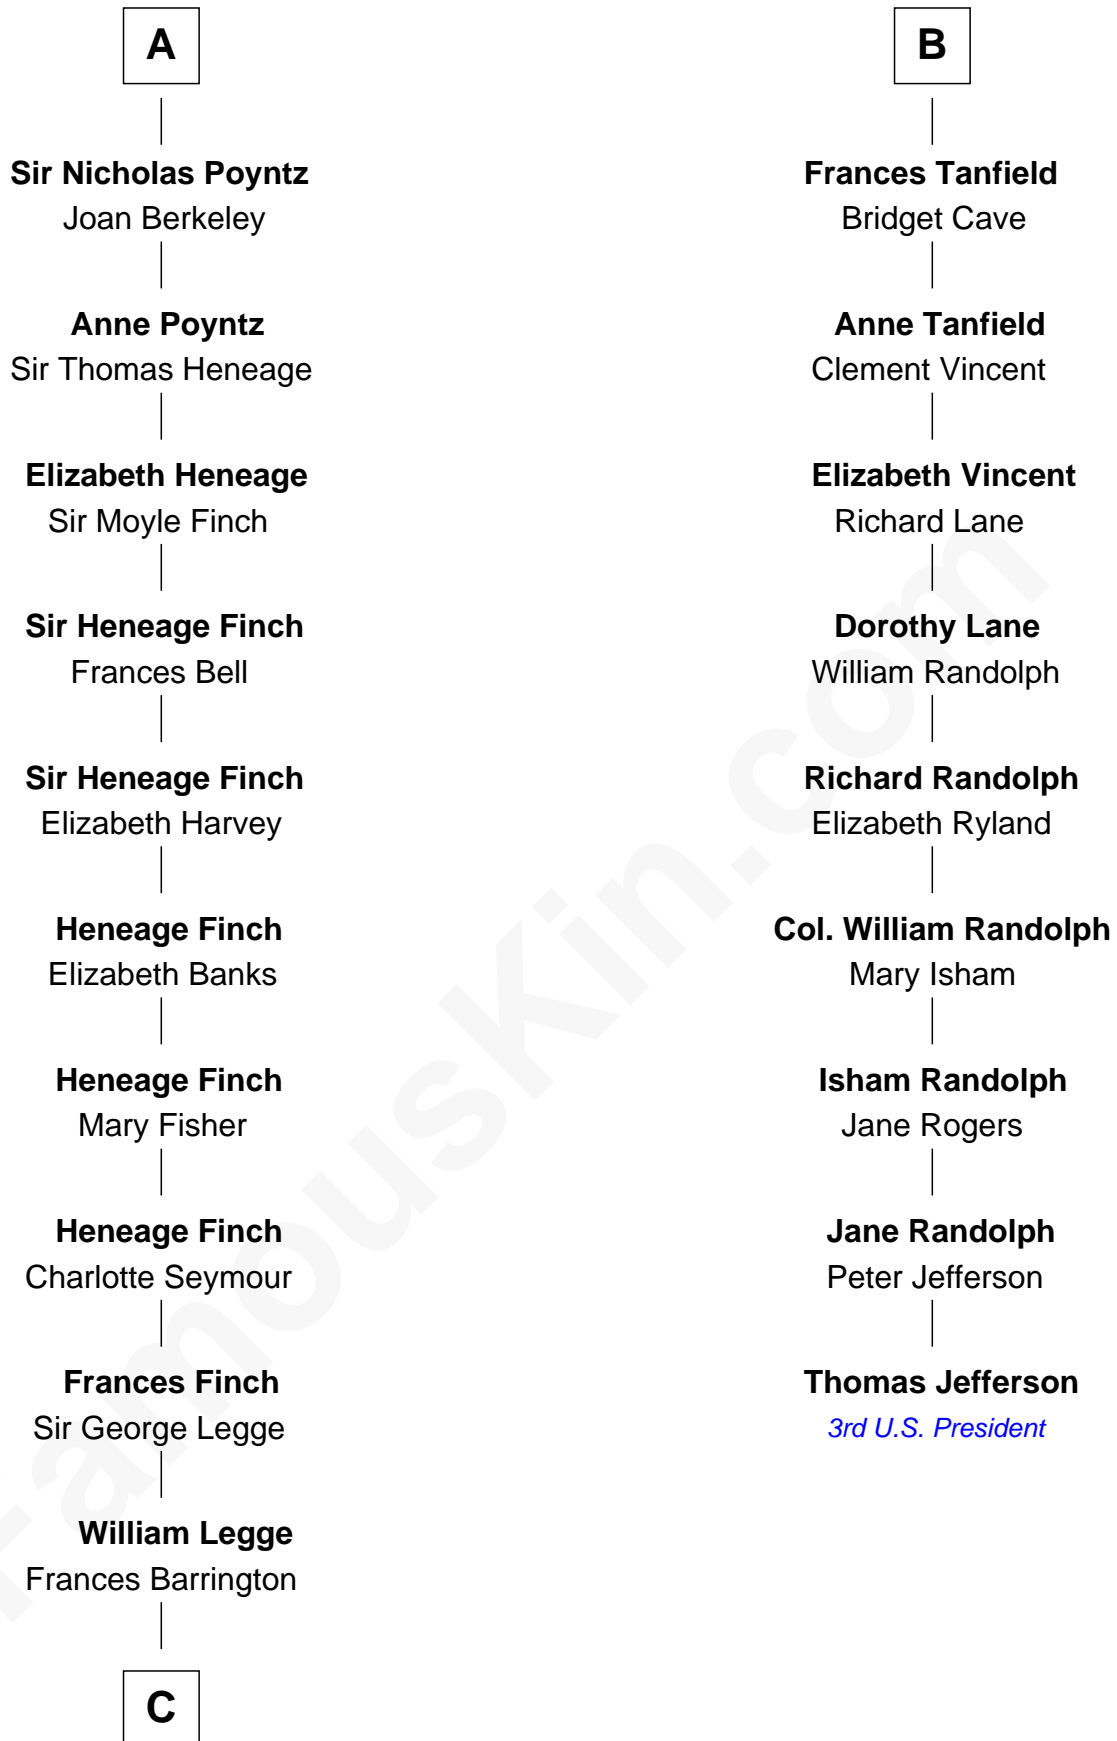 A
Sir Nicholas Poyntz
Joan Berkeley
Anne Poyntz
Sir Thomas Heneage
Elizabeth Heneage
Sir Moyle Finch
Sir Heneage Finch
Frances Bell
Sir Heneage Finch
Elizabeth Harvey
Heneage Finch
Elizabeth Banks
Heneage Finch
Mary Fisher
Heneage Finch
Charlotte Seymour
Frances Finch
Sir George Legge
William Legge
Frances Barrington
C
B
Frances Tanfield
Bridget Cave
Anne Tanfield
Clement Vincent
Elizabeth Vincent
Richard Lane
Dorothy Lane
William Randolph
Richard Randolph
Elizabeth Ryland
Col. William Randolph
Mary Isham
Isham Randolph
Jane Rogers
Jane Randolph
Peter Jefferson
Thomas Jefferson
3rd U.S. President
FamousKin.com